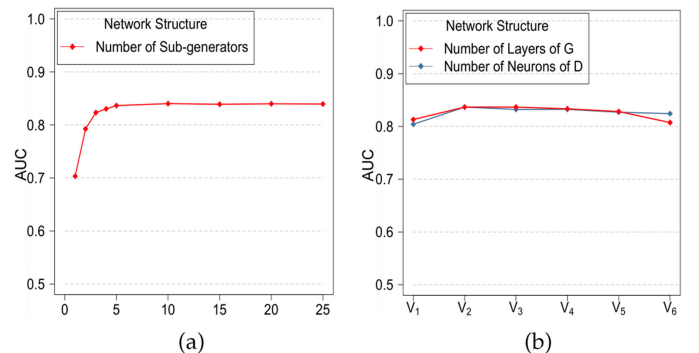 Network Structure
Number of Sub-generators
AUC
1.0
0.9
0.8
0.7
0.6
0.5
0 5 10 15 20 25
(a)
Network Structure
Number of Layers of G
Number of Neurons of D
AUC
1.0
0.9
0.8
0.7
0.6
0.5
V₁ V₂ V₃ V₄ V₅ V₆
(b)